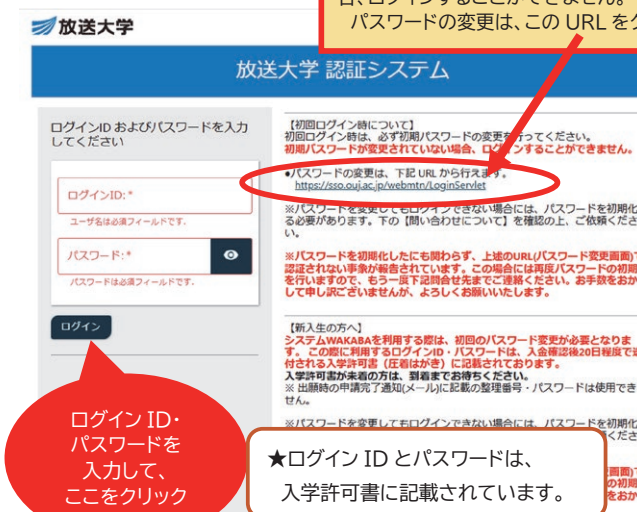 放送大学
合、ログインすることができません。
パスワードの変更は、この URL をク
放送大学 認証システム
ログインID およびパスワードを入力
してください
ログインID: *
ユーザ名は必須フィールドです。
パスワード: *
パスワードは必須フィールドです。
ログイン
ログイン ID・
パスワードを
入力して、
ここをクリック
【初回ログイン時について】
初回ログイン時は、必ず初期パスワードの変更を行ってください。
初期パスワードが変更されていない場合、ログインすることができません。
●パスワードの変更は、下記 URL から行えます。
https://sso.ouj.ac.jp/webmtn/LoginServlet
※パスワードを変更してもログインできない場合には、パスワードを初期化
る必要があります。下の【問い合わせについて】を確認の上、ご依頼くださ
い。
※パスワードを初期化したにも関わらず、上述のURL(パスワード変更画面)で
認証されない事象が報告されています。この場合には再度パスワードの初期
を行いますので、もう一度下記問合せ先までご連絡ください。お手数をおか
して申し訳ございませんが、よろしくお願いいたします。
【新入生の方へ】
システムWAKABAを利用する際は、初回のパスワード変更が必要となりま
す。この際に利用するログインID・パスワードは、入金確認後20日程度で送
付される入学許可書（圧着はがき）に記載されております。
入学許可書が未着の方は、到着までお待ちください。
※ 出願時の申請完了通知(メール)に記載の整理番号・パスワードは使用でき
せん。
※パスワードを変更してもログインできない場合には、パスワードを初期化
くださ
画面)で
の初期
をおか
★ログイン ID とパスワードは、
入学許可書に記載されています。